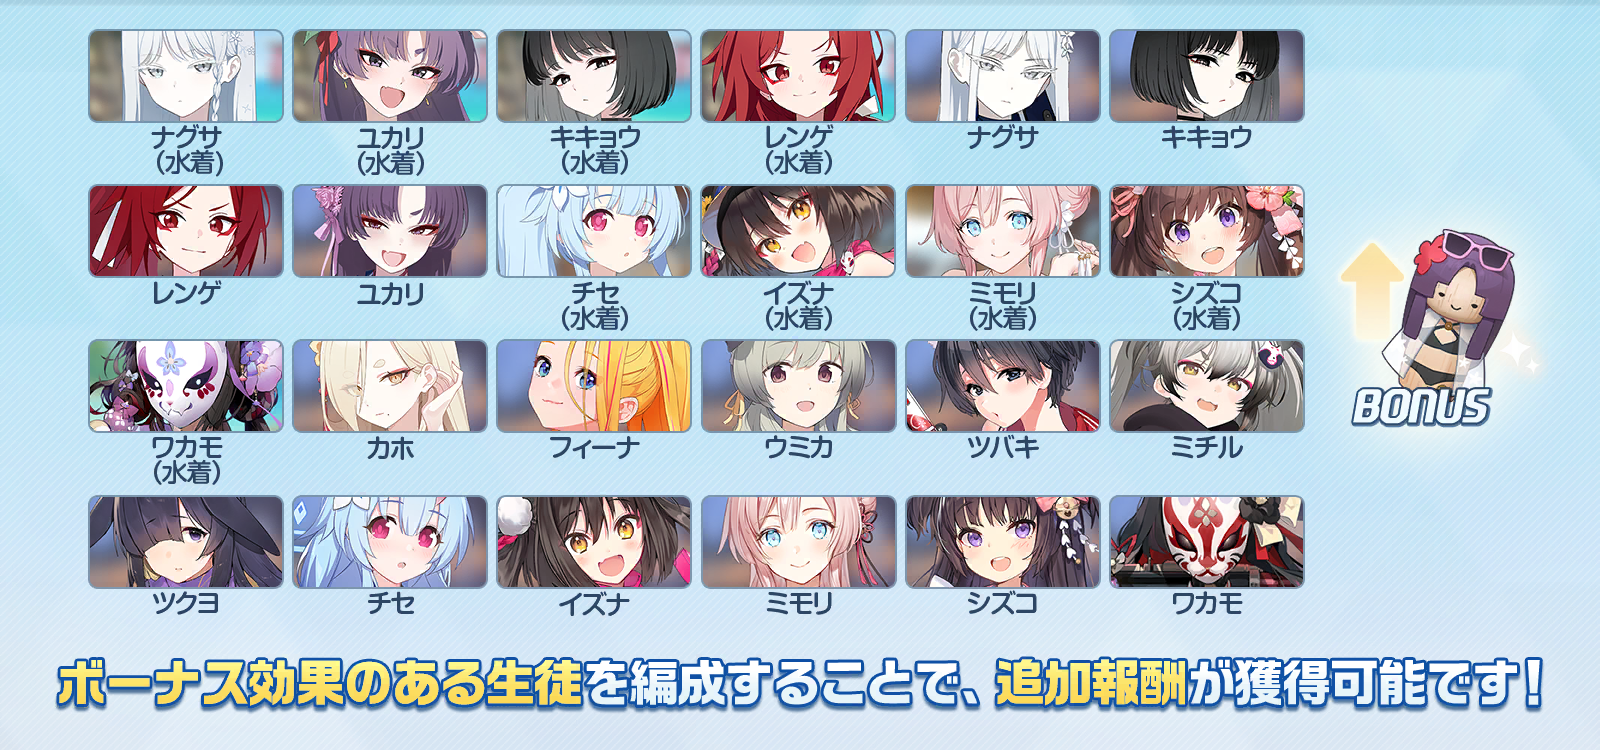 ナグサ
(水着)
ユカリ
(水着)
キキョウ
(水着)
レンゲ
(水着)
ナグサ
キキョウ
レンゲ
ユカリ
チセ
(水着)
イズナ
(水着)
ミモリ
(水着)
シズコ
(水着)
ワカモ
(水着)
カホ
フィーナ
ウミカ
ツバキ
ミチル
BONUS
ツクヨ
チセ
イズナ
ミモリ
シズコ
ワカモ
ボーナス効果のある生徒を編成することで、追加報酬が獲得可能です！